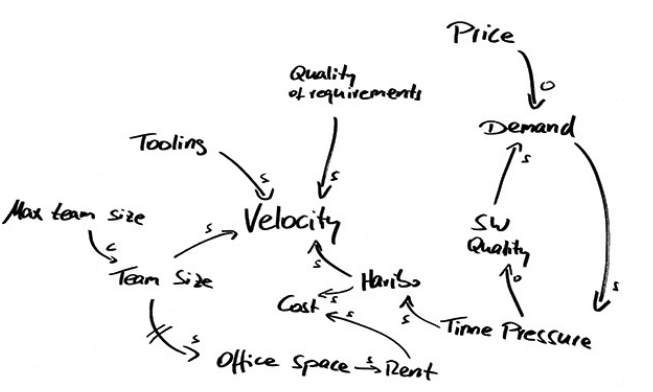 Price
o
Quality
of requirements
Demand
s
Tooling
s
s
Max team size
c
s
Velocity
SW
Quality
s
Team Size
Haribo
o
s
Cost
s
s
s
Time Pressure
s
Office Space
s
Rent